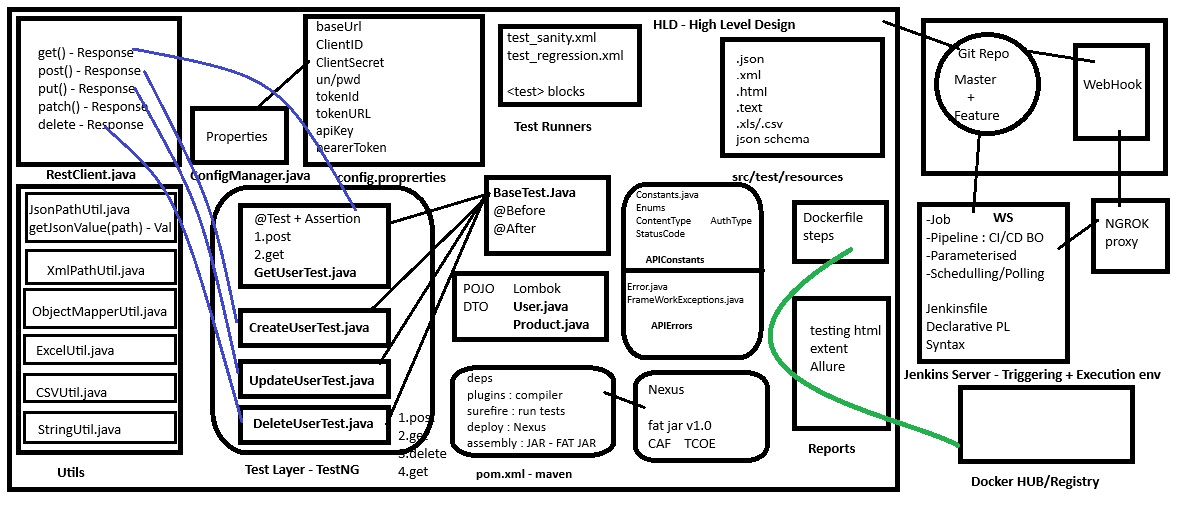 HLD - High Level Design
get() - Response
post() - Response
put() - Response
patch() - Response
delete - Response
RestClient.java
Properties
ConfigManager.java
baseUrl
ClientID
ClientSecret
un/pwd
tokenId
tokenURL
apiKey
bearerToken
config.proprerties
test_sanity.xml
test_regression.xml
<test> blocks
Test Runners
.json
.xml
.html
.text
.xls/.csv
json schema
src/test/resources
Git Repo
Master
+
Feature
WebHook
JsonPathUtil.java
getJsonValue(path) - Val
XmlPathUtil.java
ObjectMapperUtil.java
ExcelUtil.java
CSVUtil.java
StringUtil.java
Utils
@Test + Assertion
1.post
2.get
GetUserTest.java
CreateUserTest.java
UpdateUserTest.java
DeleteUserTest.java
1.post
2.get
3.delete
4.get
Test Layer - TestNG
BaseTest.Java
@Before
@After
POJO Lombok
DTO User.java
Product.java
Constants.java
Enums
ContentType AuthType
StatusCode
APIConstants
Error.java
FrameWorkExceptions.java
APIErrors
deps
plugins : compiler
surefire : run tests
deploy : Nexus
assembly : JAR - FAT JAR
pom.xml - maven
Nexus
fat jar v1.0
CAF TCOE
Dockerfile
steps
testing html
extent
Allure
Reports
-Job WS
-Pipeline : CI/CD BO
-Parameterised
-Schedulling/Polling
Jenkinsfile
Declarative PL
Syntax
Jenkins Server - Triggering + Execution env
NGROK
proxy
Docker HUB/Registry